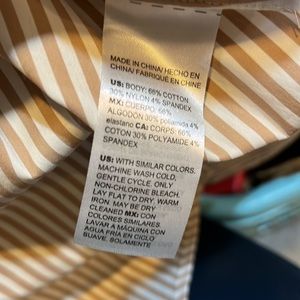 MADE IN CHINA/ HECHO EN
CHINA/ FABRIQUÉ EN CHINE
US: BODY: 66% COTTON
30% NYLON 4% SPANDEX
MX: CUERPO: 66%
ALGODON 30% poliamida 4%
elastano CA: CORPS: 66%
COTON 30% POLYAMIDE 4%
SPANDEX
US: WITH SIMILAR COLORS.
MACHINE WASH COLD,
GENTLE CYCLE. ONLY
NON-CHLORINE BLEACH.
LAY FLAT TO DRY. WARM
IRON. MAY BE DRY
CLEANED MX: CON
COLORES SIMILARES
LAVAR A MAQUINA CON
AGUA FRIA EN CICLO
SUAVE. SOLAMENTE